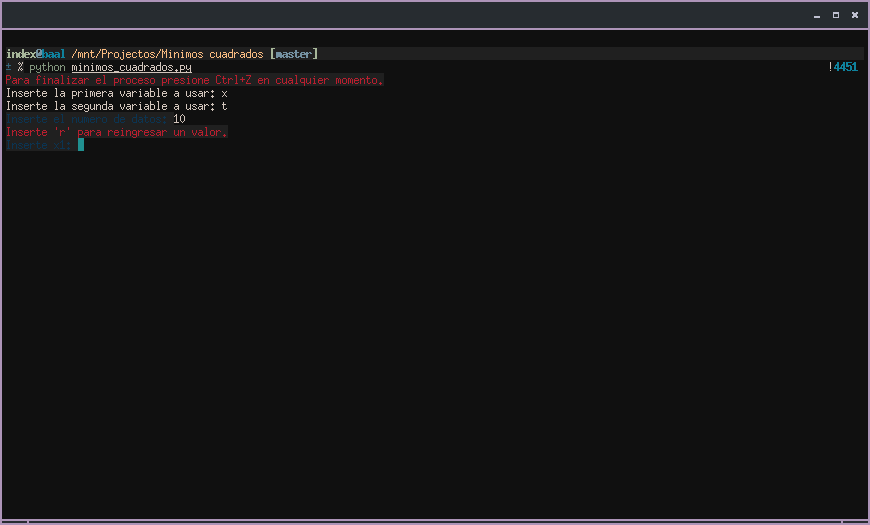 index@baal /mnt/Projectos/Minimos cuadrados [master]
± % python minimos_cuadrados.py !4451
Para finalizar el proceso presione Ctrl+Z en cualquier momento.
Inserte la primera variable a usar: x
Inserte la segunda variable a usar: t
Inserte el numero de datos: 10
Inserte 'r' para reingresar un valor.
Inserte x1: